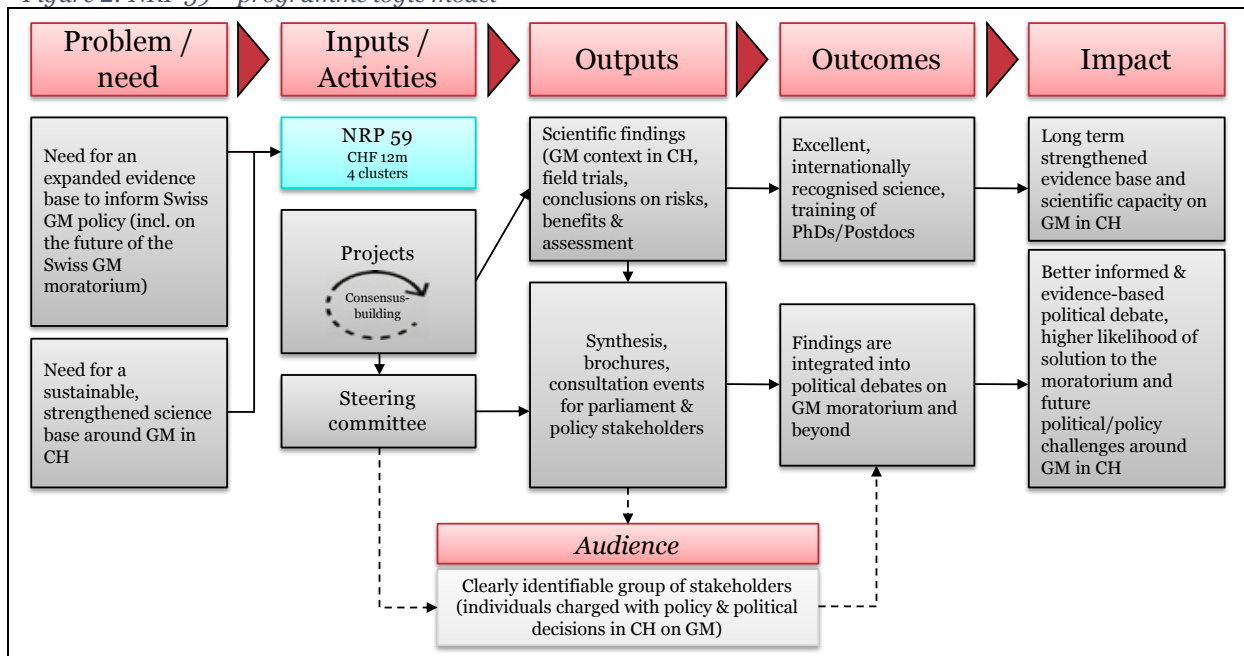 Figure 2: NRP 59 – programme logic model
Problem /
need
Inputs /
Activities
Outputs
Outcomes
Impact
Need for an
expanded evidence
base to inform Swiss
GM policy (incl. on
the future of the
Swiss GM
moratorium)
Need for a
sustainable,
strengthened science
base around GM in
CH
NRP 59
CHF 12m
4 clusters
Projects
Consensus-
building
Steering
committee
Scientific findings
(GM context in CH,
field trials,
conclusions on risks,
benefits &
assessment
Synthesis,
brochures,
consultation events
for parliament &
policy stakeholders
Excellent,
internationally
recognised science,
training of
PhDs/Postdocs
Findings are
integrated into
political debates on
GM moratorium and
beyond
Long term
strengthened
evidence base and
scientific capacity on
GM in CH
Better informed &
evidence-based
political debate,
higher likelihood of
solution to the
moratorium and
future
political/policy
challenges around
GM in CH
Audience
Clearly identifiable group of stakeholders
(individuals charged with policy & political
decisions in CH on GM)